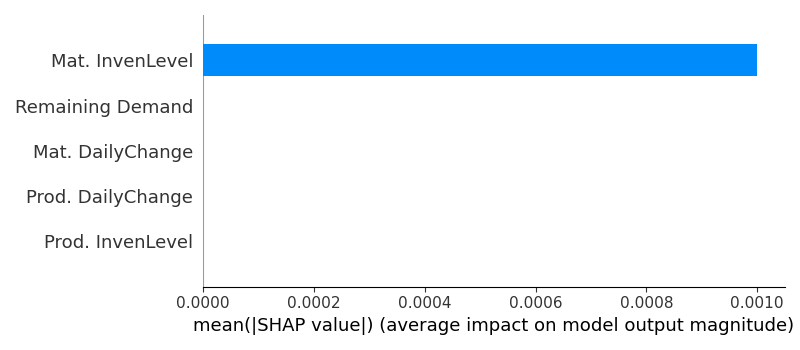 Mat. InvenLevel
Remaining Demand
Mat. DailyChange
Prod. DailyChange
Prod. InvenLevel
0.0000 0.0002 0.0004 0.0006 0.0008 0.0010
mean(|SHAP value|) (average impact on model output magnitude)